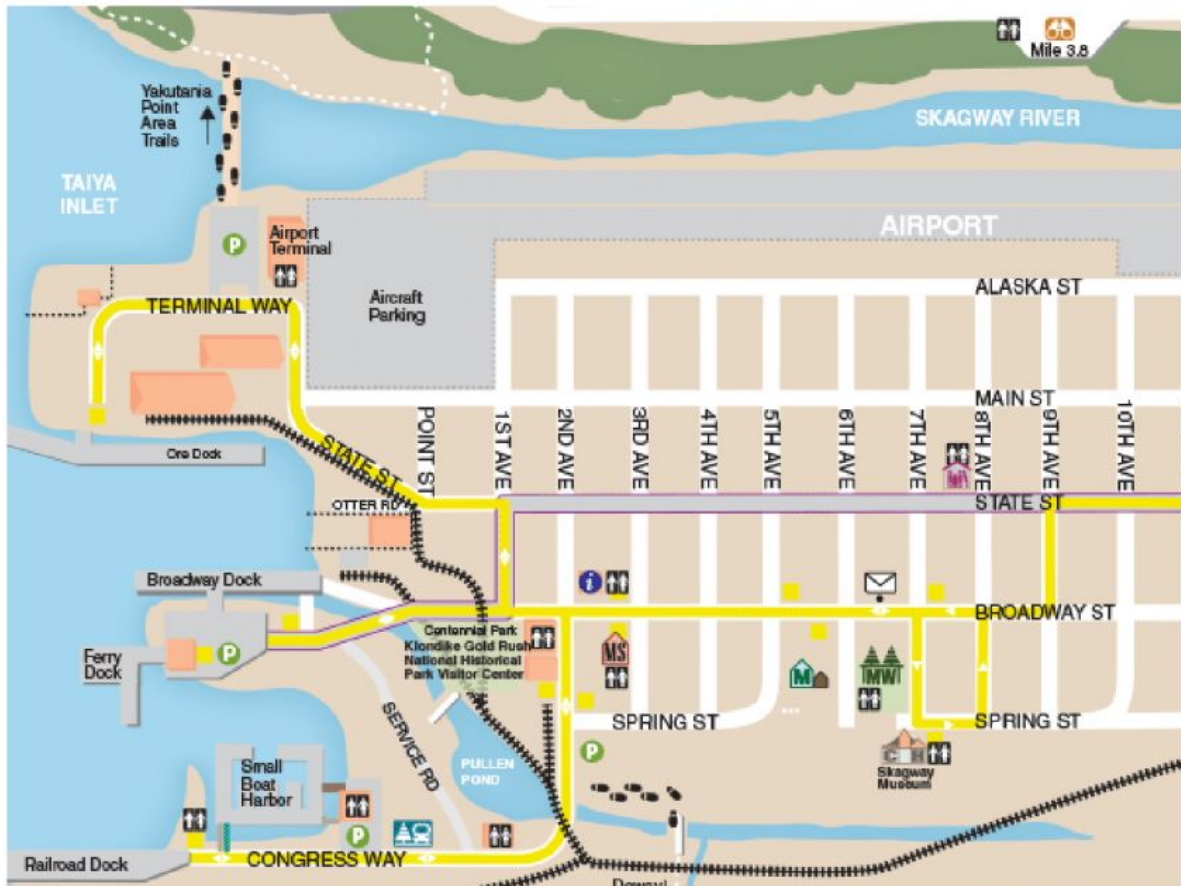 Mile 3.8
Yakutania
Point
Area
Trails
SKAGWAY RIVER
TAIYA
INLET
P
Airport
Terminal
AIRPORT
Aircraft
Parking
ALASKA ST
TERMINAL WAY
MAIN ST
POINT ST
1ST AVE
2ND AVE
3RD AVE
4TH AVE
5TH AVE
6TH AVE
7TH AVE
8TH AVE
9TH AVE
10TH AVE
STATE ST
Ore Dock
OTTER RD
STATE ST
Broadway Dock
i
BROADWAY ST
Centennial Park
Klondike Gold Rush
National Historical
Park Visitor Center
MS
M
MW
Ferry
Dock
P
SERVICE RD
SPRING ST
SPRING ST
P
PULLEN
POND
Small
Boat
Harbor
Skagway
Museum
P
CONGRESS WAY
Railroad Dock